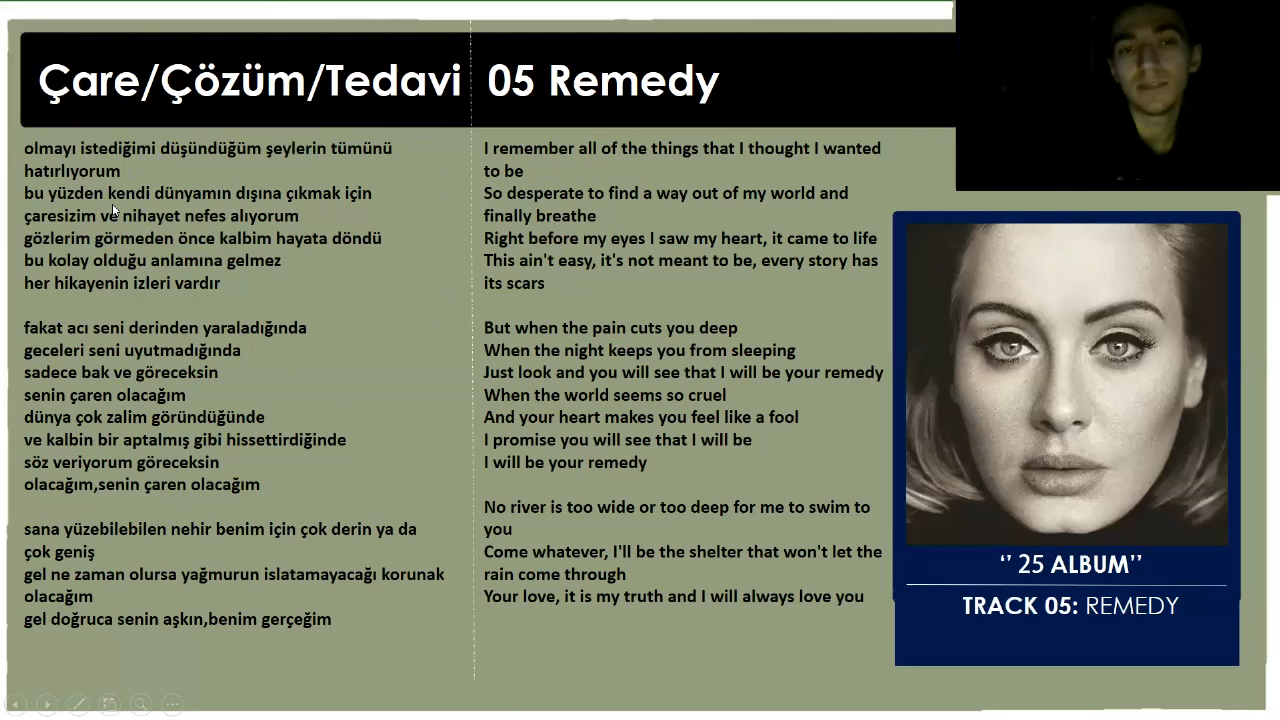 Çare/Çözüm/Tedavi
05 Remedy
olmayı istediğimi düşündüğüm şeylerin tümünü
hatırlıyorum
bu yüzden kendi dünyamın dışına çıkmak için
çaresizim ve nihayet nefes alıyorum
gözlerim görmeden önce kalbim hayata döndü
bu kolay olduğu anlamına gelmez
her hikayenin izleri vardır
fakat acı seni derinden yaraladığında
geceleri seni uyutmadığında
sadece bak ve göreceksin
senin çaren olacağım
dünya çok zalim göründüğünde
ve kalbin bir aptalmış gibi hissettirdiğinde
söz veriyorum göreceksin
olacağım,senin çaren olacağım
sana yüzebilebilen nehir benim için çok derin ya da
çok geniş
gel ne zaman olursa yağmurun islatamayacağı korunak
olacağım
gel doğruca senin aşkın,benim gerçeğim
I remember all of the things that I thought I wanted
to be
So desperate to find a way out of my world and
finally breathe
Right before my eyes I saw my heart, it came to life
This ain't easy, it's not meant to be, every story has
its scars
But when the pain cuts you deep
When the night keeps you from sleeping
Just look and you will see that I will be your remedy
When the world seems so cruel
And your heart makes you feel like a fool
I promise you will see that I will be
I will be your remedy
No river is too wide or too deep for me to swim to
you
Come whatever, I'll be the shelter that won't let the
rain come through
Your love, it is my truth and I will always love you
‘’ 25 ALBUM’’
TRACK 05: REMEDY